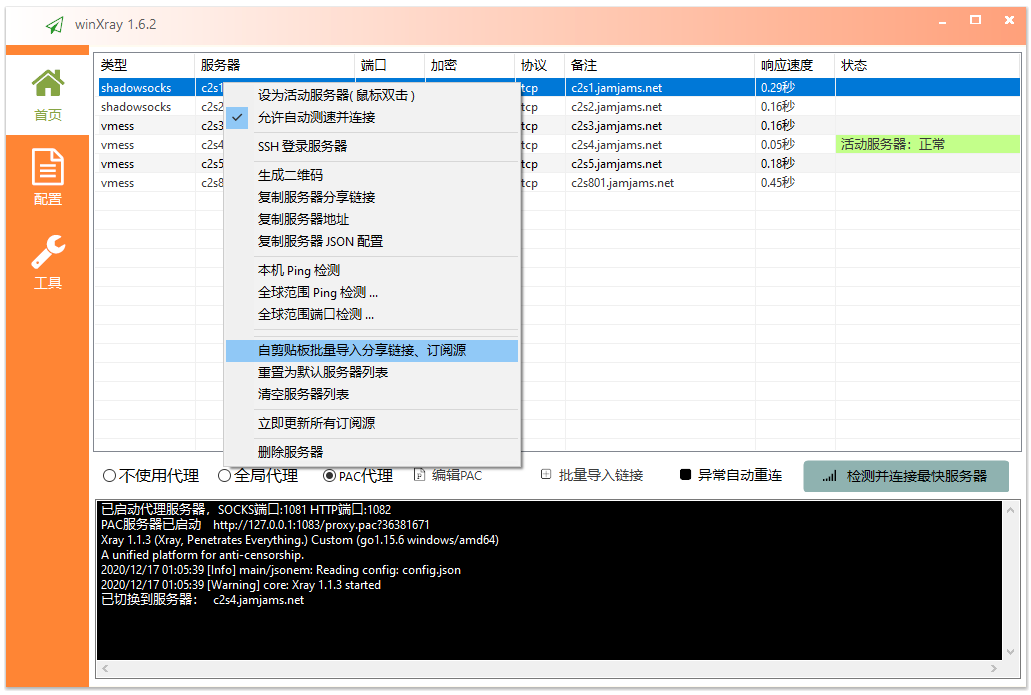 winXray 1.6.2
首页
配置
工具
类型 服务器 端口 加密 协议 备注 响应速度 状态
shadowsocks c2s1 tcp c2s1.jamjams.net 0.29秒
shadowsocks c2s2 tcp c2s2.jamjams.net 0.16秒
vmess c2s3 tcp c2s3.jamjams.net 0.16秒
vmess c2s4 tcp c2s4.jamjams.net 0.05秒 活动服务器：正常
vmess c2s5 tcp c2s5.jamjams.net 0.18秒
vmess c2s8 tcp c2s801.jamjams.net 0.45秒
设为活动服务器( 鼠标双击 )
允许自动测速并连接
SSH 登录服务器
生成二维码
复制服务器分享链接
复制服务器地址
复制服务器 JSON 配置
本机 Ping 检测
全球范围 Ping 检测 ...
全球范围端口检测 ...
自剪贴板批量导入分享链接、订阅源
重置为默认服务器列表
清空服务器列表
立即更新所有订阅源
删除服务器
不使用代理 全局代理 PAC代理 编辑PAC 批量导入链接 异常自动重连 检测并连接最快服务器
已启动代理服务器，SOCKS端口:1081 HTTP端口:1082
PAC服务器已启动 http://127.0.0.1:1083/proxy.pac?36381671
Xray 1.1.3 (Xray, Penetrates Everything.) Custom (go1.15.6 windows/amd64)
A unified platform for anti-censorship.
2020/12/17 01:05:39 [Info] main/jsonem: Reading config: config.json
2020/12/17 01:05:39 [Warning] core: Xray 1.1.3 started
已切换到服务器： c2s4.jamjams.net